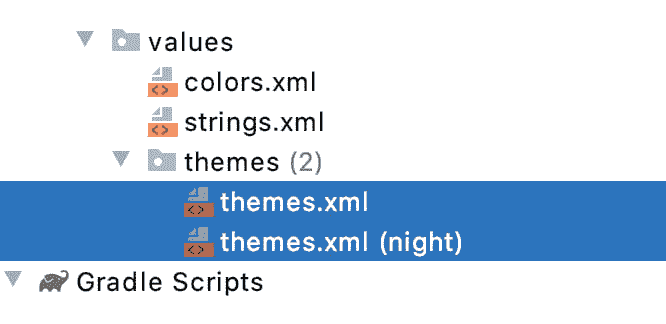 values
colors.xml
strings.xml
themes (2)
themes.xml
themes.xml (night)
Gradle Scripts